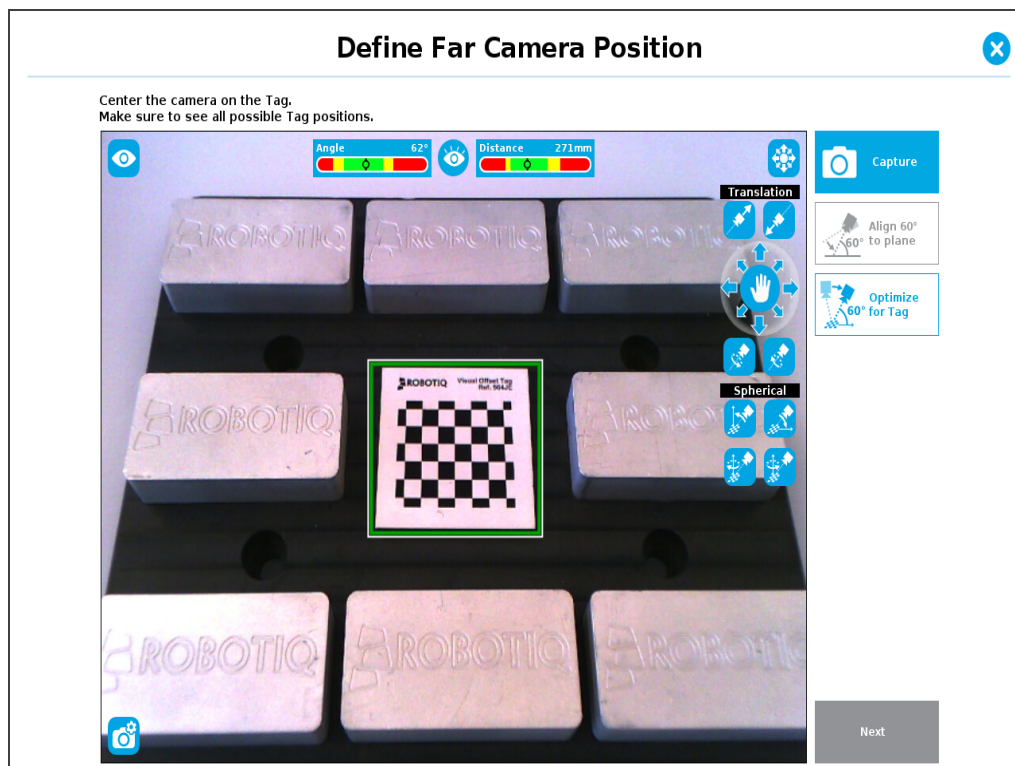 Define Far Camera Position
Center the camera on the Tag.
Make sure to see all possible Tag positions.
Angle 62°
Distance 271mm
Capture
Translation
Align 60°
to plane
60°
Optimize
for Tag
60°
ROBOTIQ
ROBOTIQ
ROBOTIQ
ROBOTIQ
Visual Offset Tag
Spherical
ROBOTIQ
ROBOTIQ
ROBOTIQ
ROBOTIQ
ROBOTIQ
Next